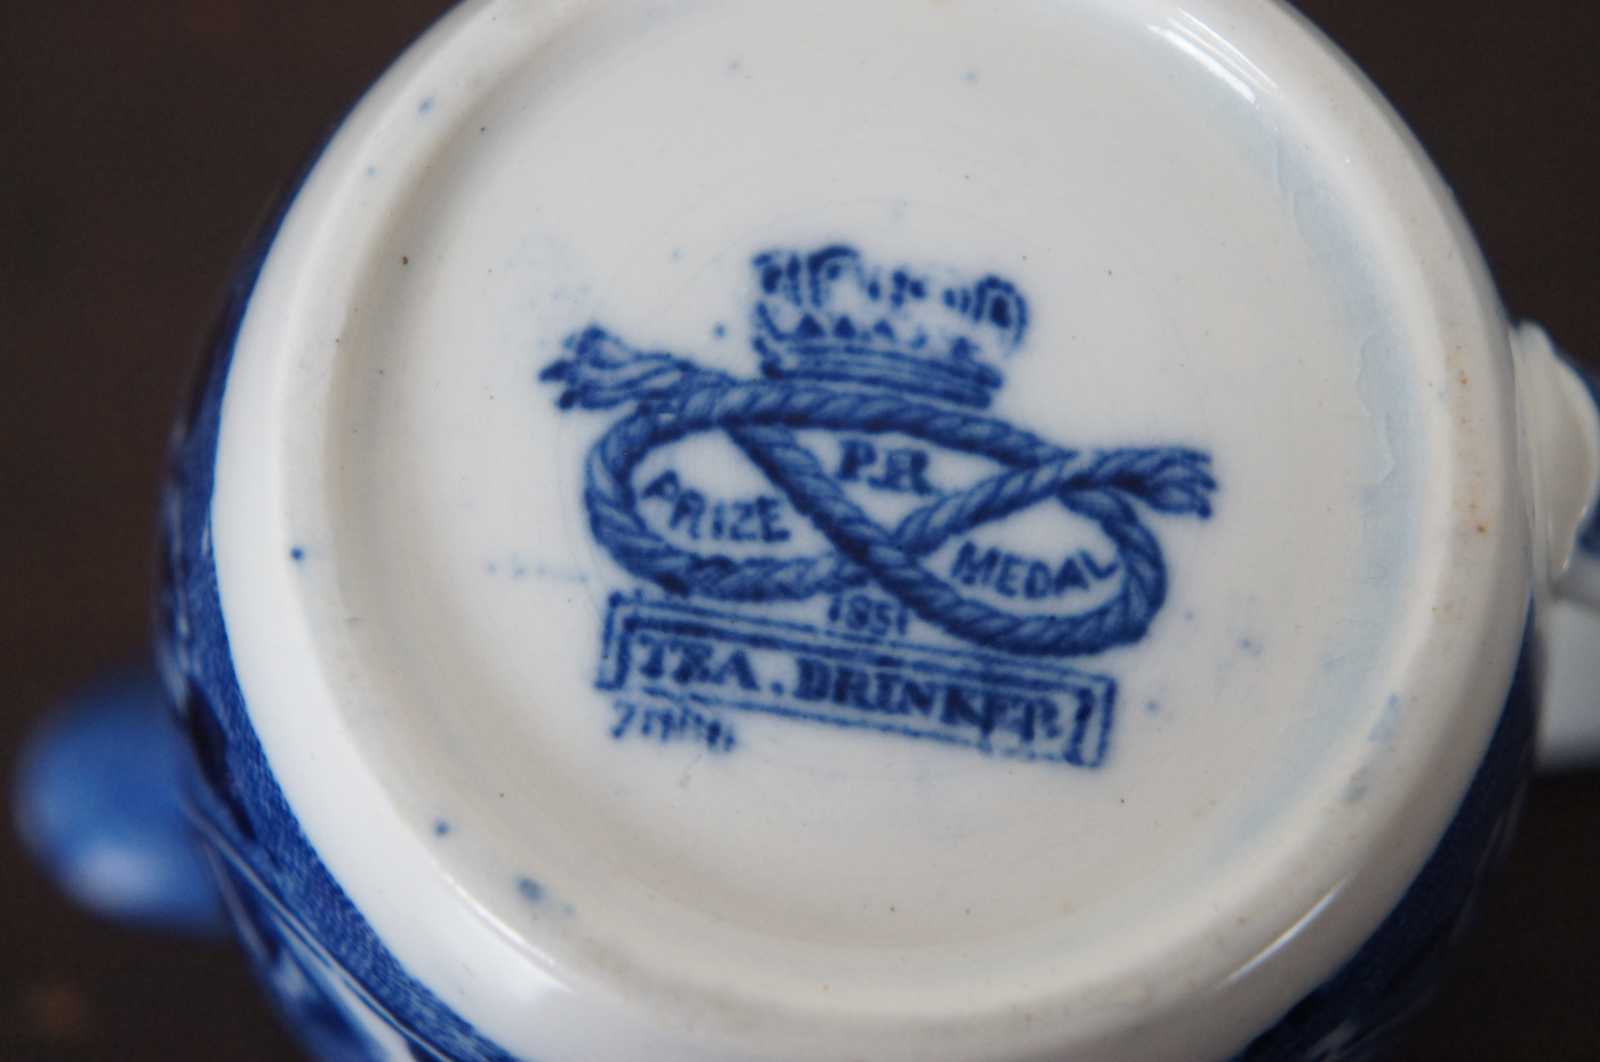 P.R
PRIZE MEDAL
1851
TEA. DRINKER